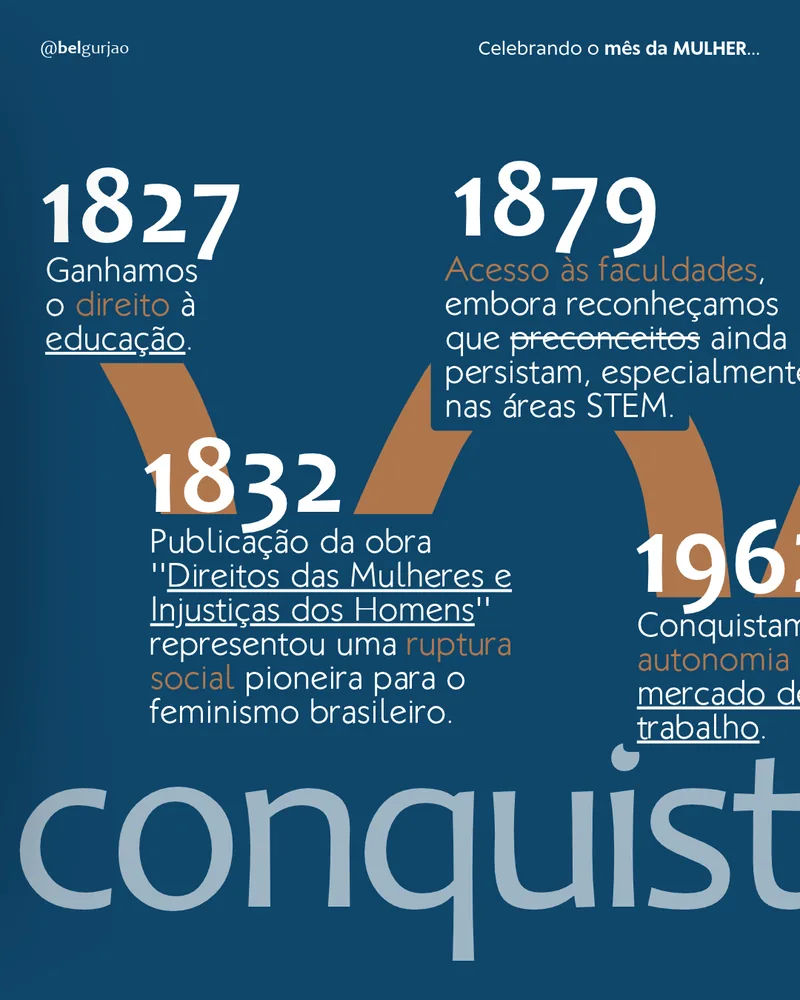 @belgurjao
Celebrando o mês da MULHER...
1827
Ganhamos
o direito à
educação.
1879
Acesso às faculdades,
embora reconheçamos
que preconceitos ainda
persistam, especialmente
nas áreas STEM.
1832
Publicação da obra
"Direitos das Mulheres e
Injustiças dos Homens"
representou uma ruptura
social pioneira para o
feminismo brasileiro.
196
Conquistam
autonomia
mercado de
trabalho.
conquist